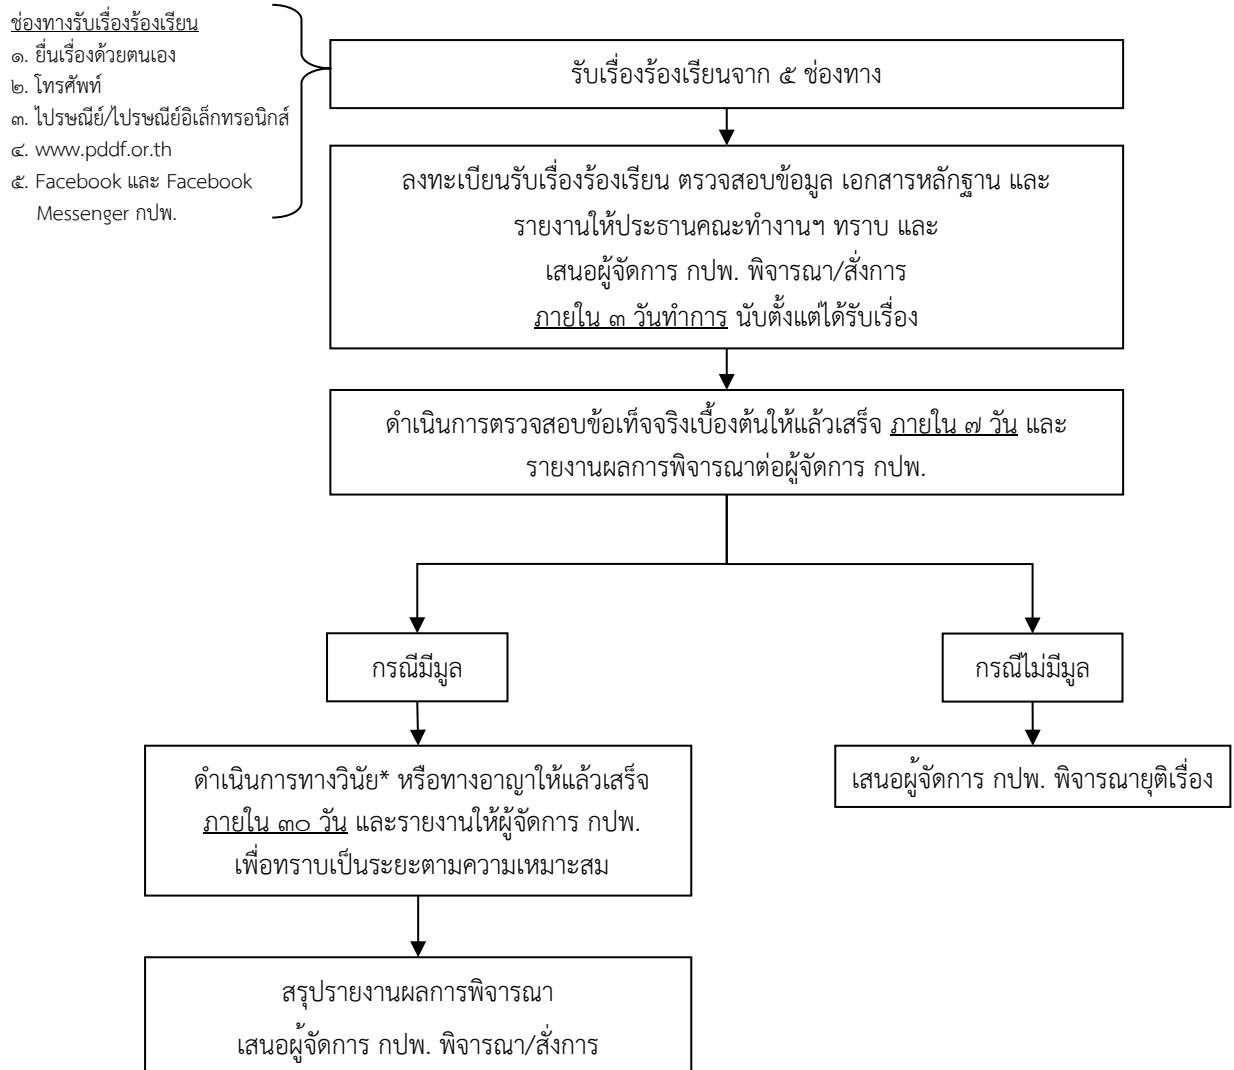 ช่องทางรับเรื่องร้องเรียน
๑. ยื่นเรื่องด้วยตนเอง
๒. โทรศัพท์
๓. ไปรษณีย์/ไปรษณีย์อิเล็กทรอนิกส์
๔. www.pddf.or.th
๕. Facebook และ Facebook
Messenger กปพ.
รับเรื่องร้องเรียนจาก ๕ ช่องทาง
ลงทะเบียนรับเรื่องร้องเรียน ตรวจสอบข้อมูล เอกสารหลักฐาน และ
รายงานให้ประธานคณะทำงานฯ ทราบ และ
เสนอผู้จัดการ กปพ. พิจารณา/สั่งการ
ภายใน ๓ วันทำการ นับตั้งแต่ได้รับเรื่อง
ดำเนินการตรวจสอบข้อเท็จจริงเบื้องต้นให้แล้วเสร็จ ภายใน ๗ วัน และ
รายงานผลการพิจารณาต่อผู้จัดการ กปพ.
กรณีมีมูล
กรณีไม่มีมูล
ดำเนินการทางวินัย* หรือทางอาญาให้แล้วเสร็จ
ภายใน ๓๐ วัน และรายงานให้ผู้จัดการ กปพ.
เพื่อทราบเป็นระยะตามความเหมาะสม
เสนอผู้จัดการ กปพ. พิจารณายุติเรื่อง
สรุปรายงานผลการพิจารณา
เสนอผู้จัดการ กปพ. พิจารณา/สั่งการ